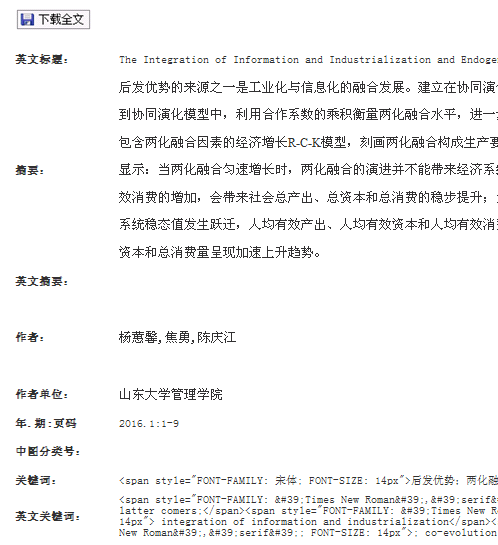 下载全文
英文标题： The Integration of Information and Industrialization and Endoge
后发优势的来源之一是工业化与信息化的融合发展。建立在协同演
到协同演化模型中，利用合作系数的乘积衡量两化融合水平，进一
包含两化融合因素的经济增长R-C-K模型，刻画两化融合构成生产要
摘要： 显示：当两化融合匀速增长时，两化融合的演进并不能带来经济系
效消费的增加，会带来社会总产出、总资本和总消费的稳步提升；
系统稳态值发生跃迁，人均有效产出、人均有效资本和人均有效消
资本和总消费量呈现加速上升趋势。
英文摘要：
作者： 杨蕙馨,焦勇,陈庆江
作者单位： 山东大学管理学院
年．期:页码 2016.1:1-9
中图分类号：
关键词： <span style="FONT-FAMILY: 宋体; FONT-SIZE: 14px">后发优势；两化融
<span style="FONT-FAMILY: &#39;Times New Roman&#39;,&#39;serif&
latter comers;</span><span style="FONT-FAMILY: &#39;Times New R
英文关键词： 14px"> integration of information and industrialization</span><
New Roman&#39;,&#39;serif&#39;; FONT-SIZE: 14px">; co-evolution